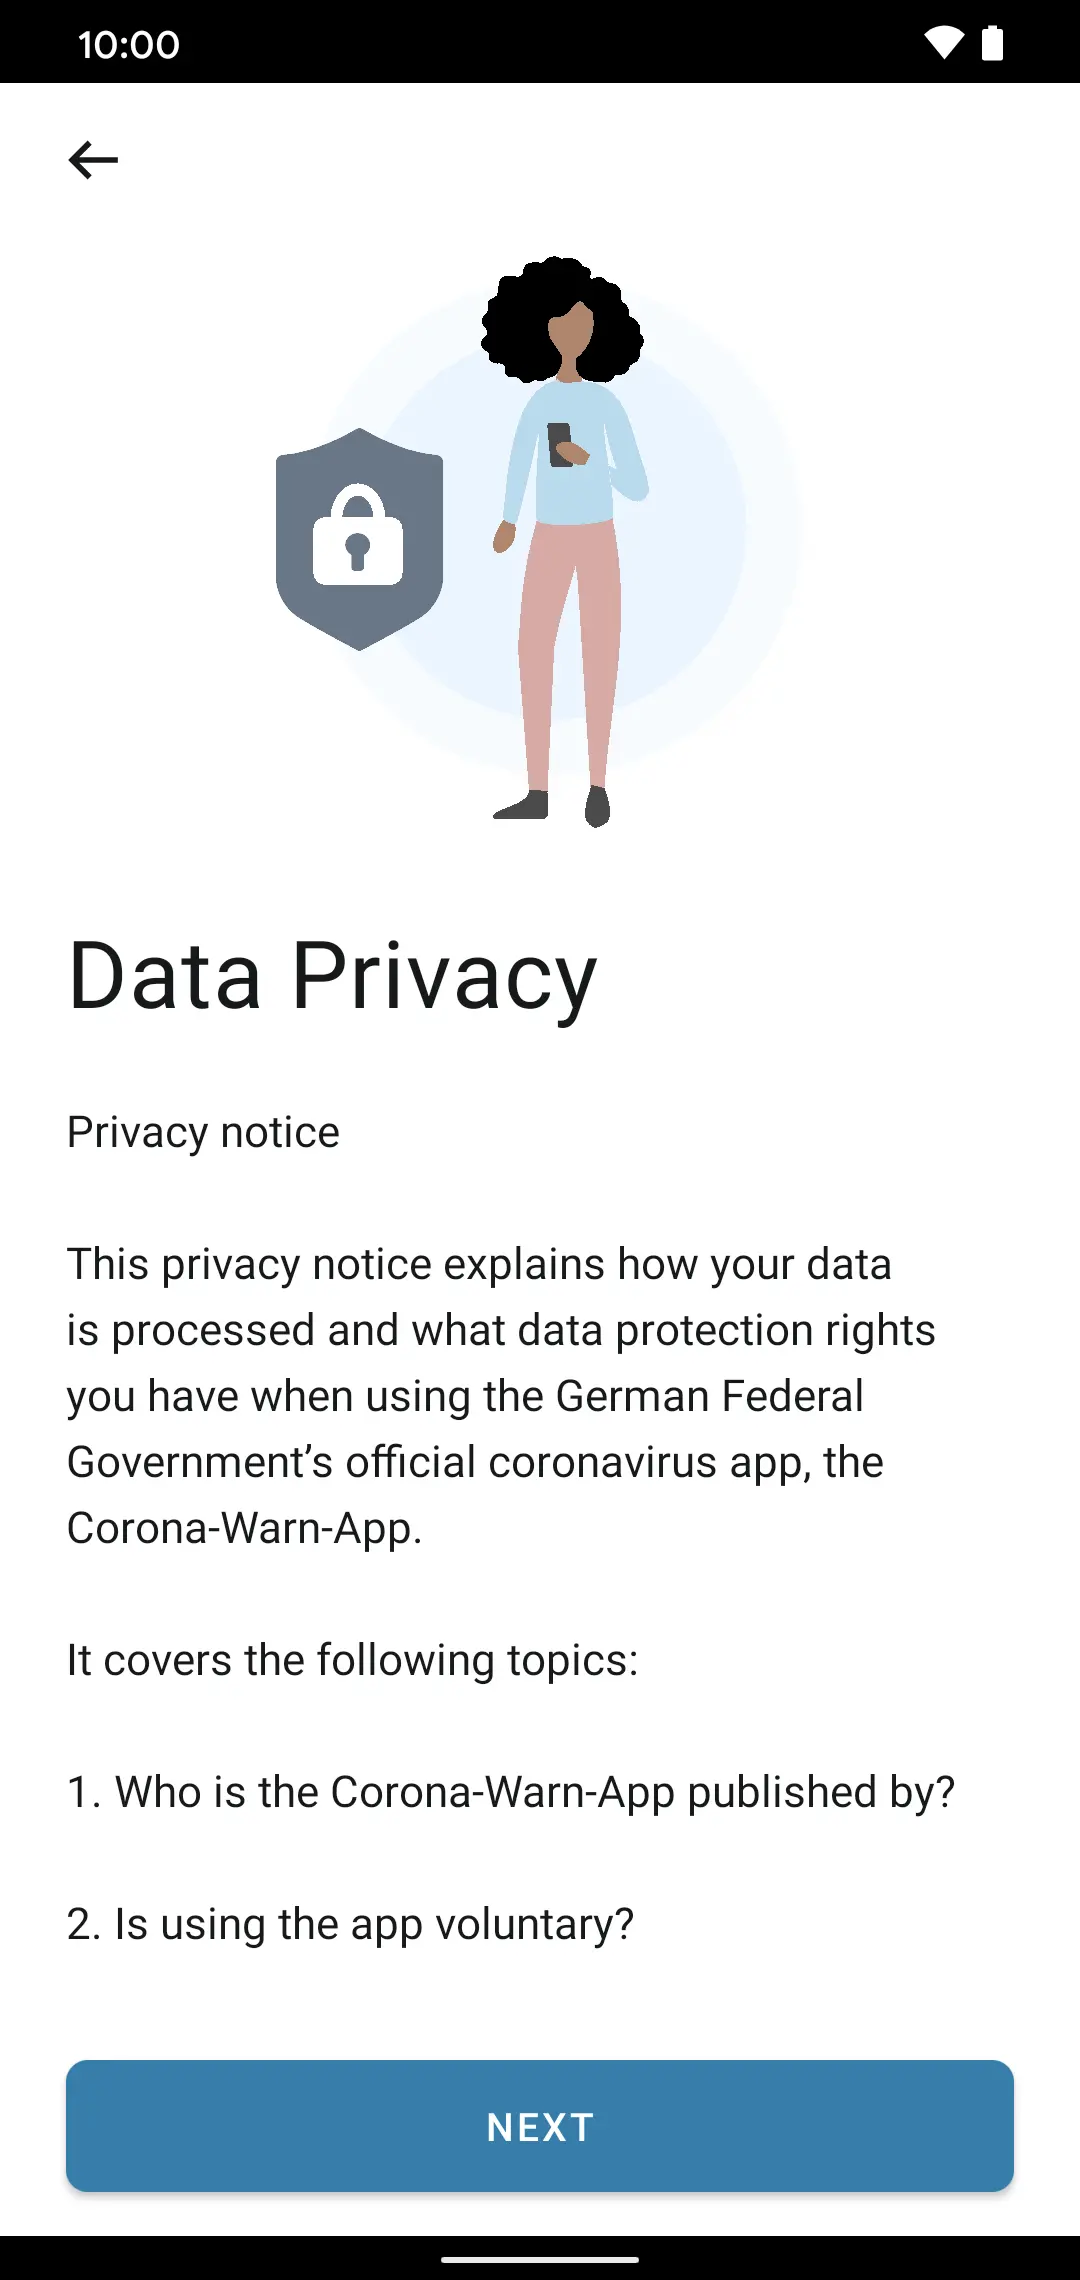 10:00
Data Privacy
Privacy notice
This privacy notice explains how your data
is processed and what data protection rights
you have when using the German Federal
Government’s official coronavirus app, the
Corona-Warn-App.
It covers the following topics:
1. Who is the Corona-Warn-App published by?
2. Is using the app voluntary?
NEXT